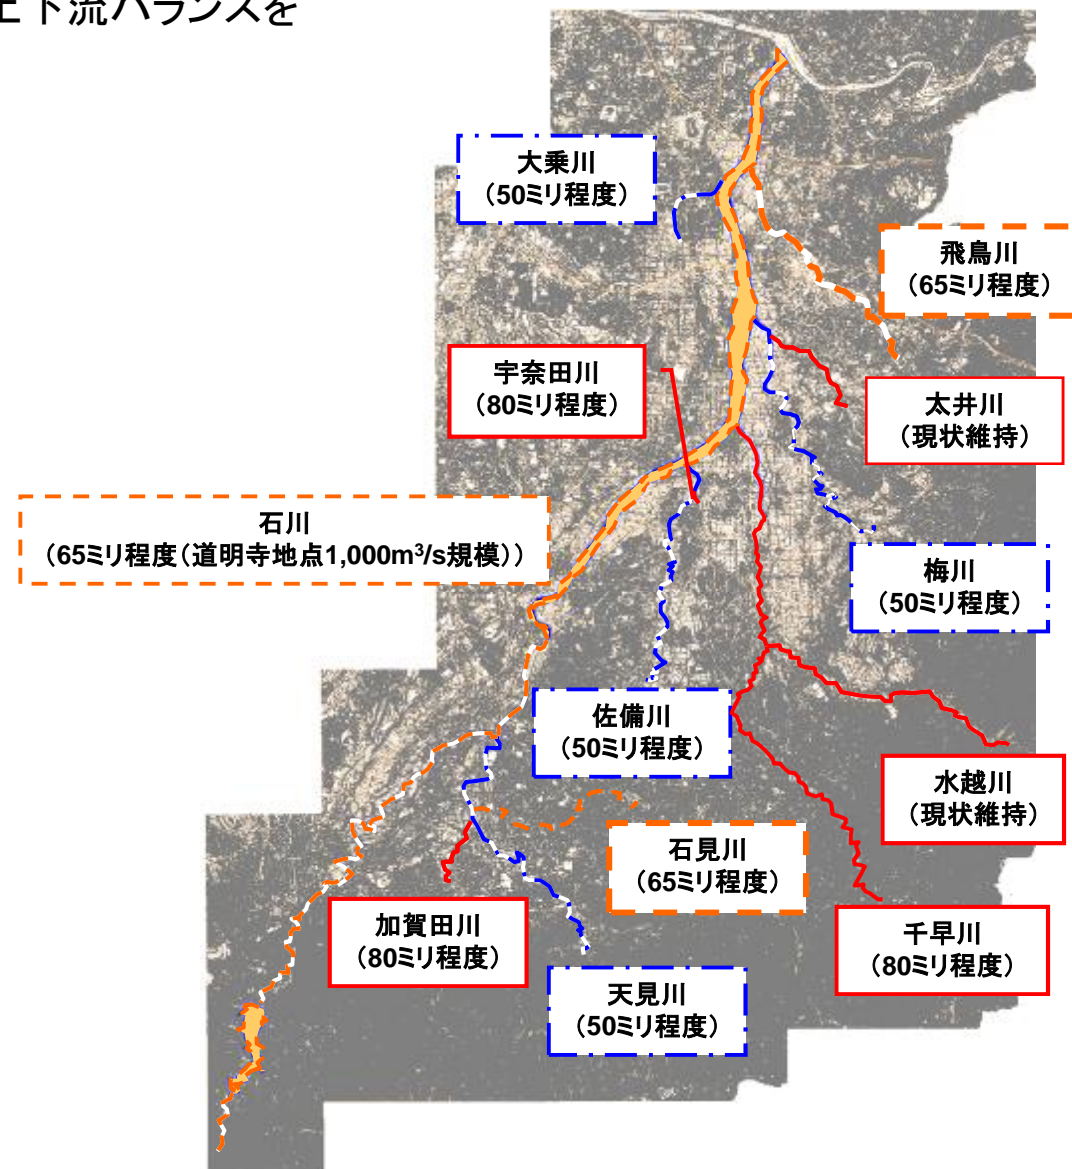 上下流バランスを
大乗川
（50ミリ程度）
飛鳥川
（65ミリ程度）
宇奈田川
（80ミリ程度）
太井川
（現状維持）
石川
（65ミリ程度（道明寺地点1,000m³/s規模））
梅川
（50ミリ程度）
佐備川
（50ミリ程度）
水越川
（現状維持）
石見川
（65ミリ程度）
加賀田川
（80ミリ程度）
千早川
（80ミリ程度）
天見川
（50ミリ程度）